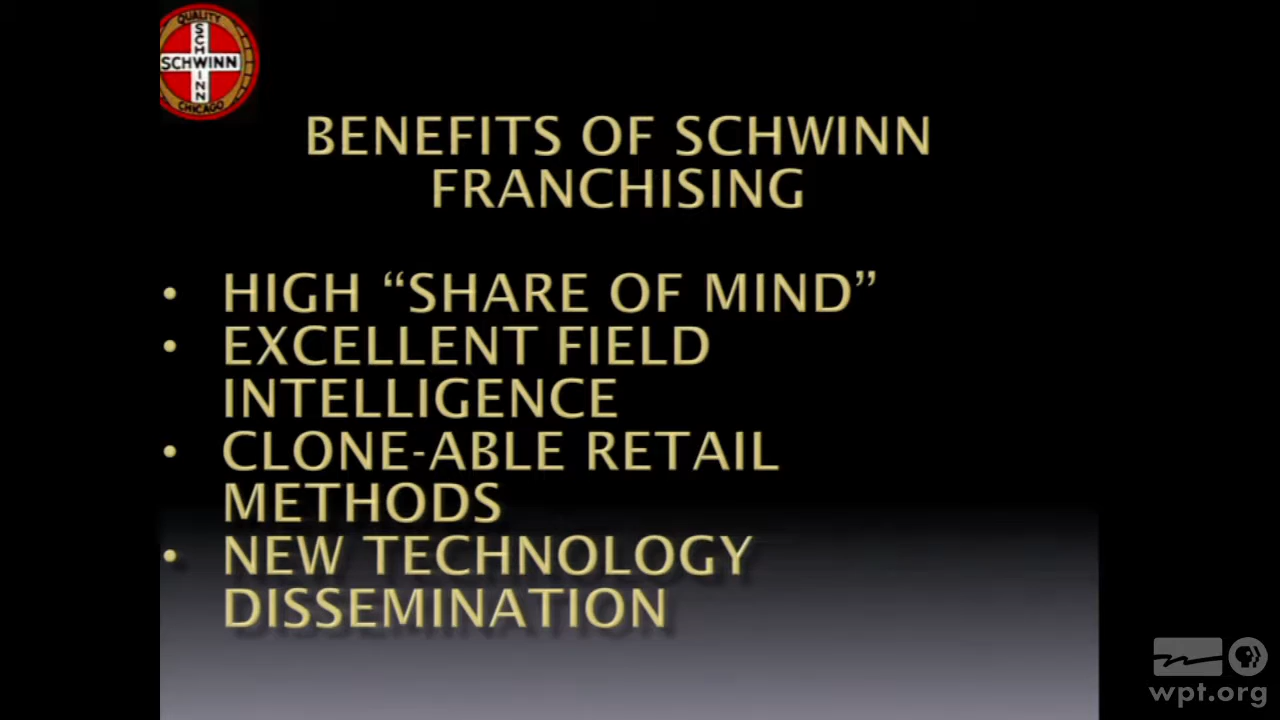 QUALITY
SCHWINN
SCHWINN
CHICAGO
BENEFITS OF SCHWINN
FRANCHISING
• HIGH “SHARE OF MIND”
• EXCELLENT FIELD
INTELLIGENCE
• CLONE-ABLE RETAIL
METHODS
• NEW TECHNOLOGY
DISSEMINATION
wpt.org